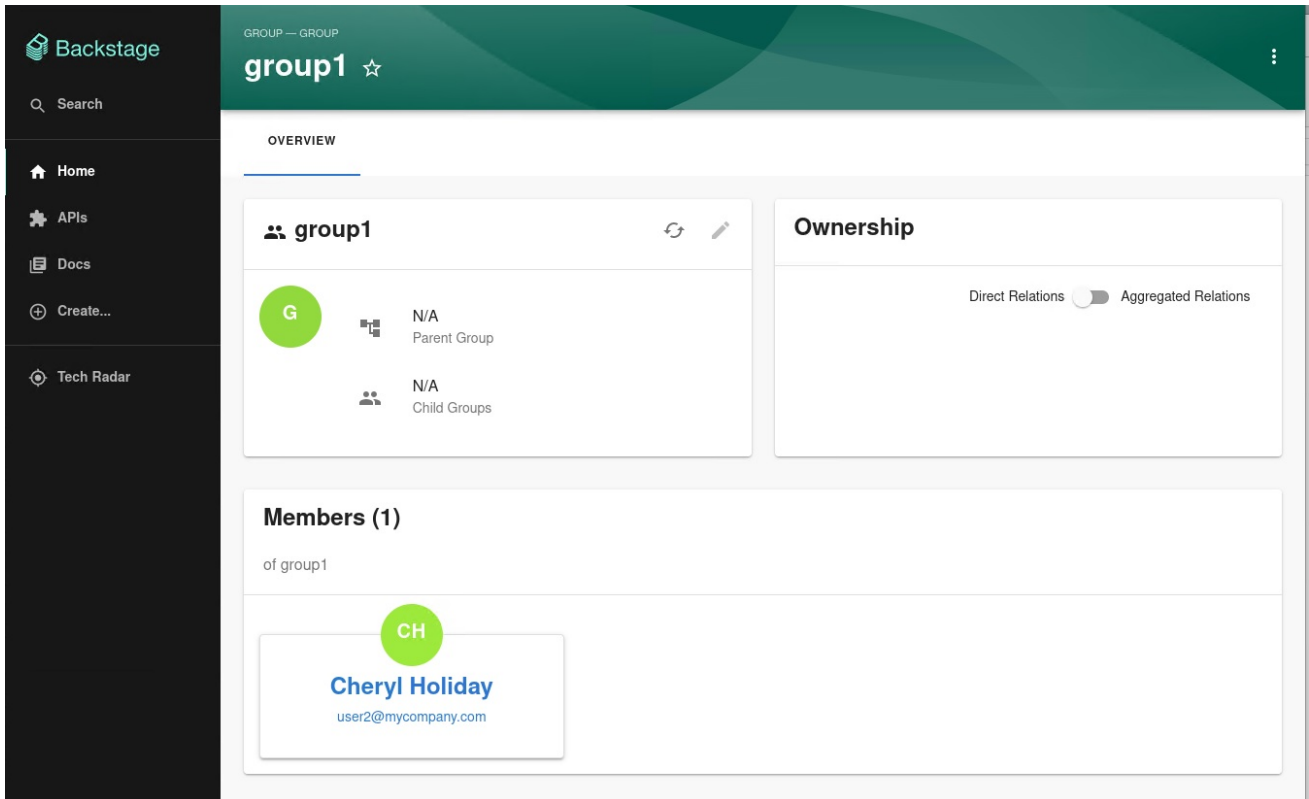 Backstage
Search
Home
APIs
Docs
Create...
Tech Radar
GROUP — GROUP
group1
OVERVIEW
group1
G
N/A
Parent Group
N/A
Child Groups
Ownership
Direct Relations Aggregated Relations
Members (1)
of group1
CH
Cheryl Holiday
user2@mycompany.com